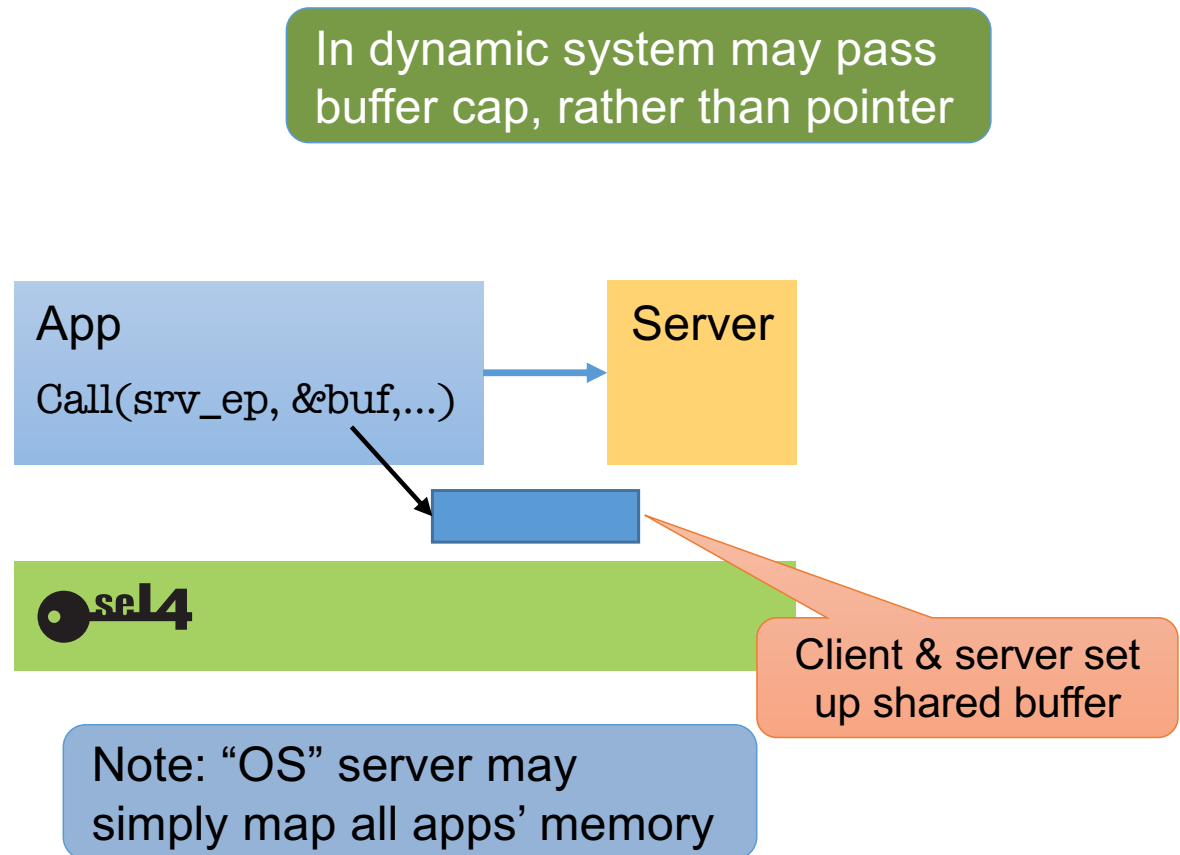 In dynamic system may pass
buffer cap, rather than pointer
App
Server
Call(srv_ep, &buf,...)
seL4
Client & server set
up shared buffer
Note: “OS” server may
simply map all apps’ memory